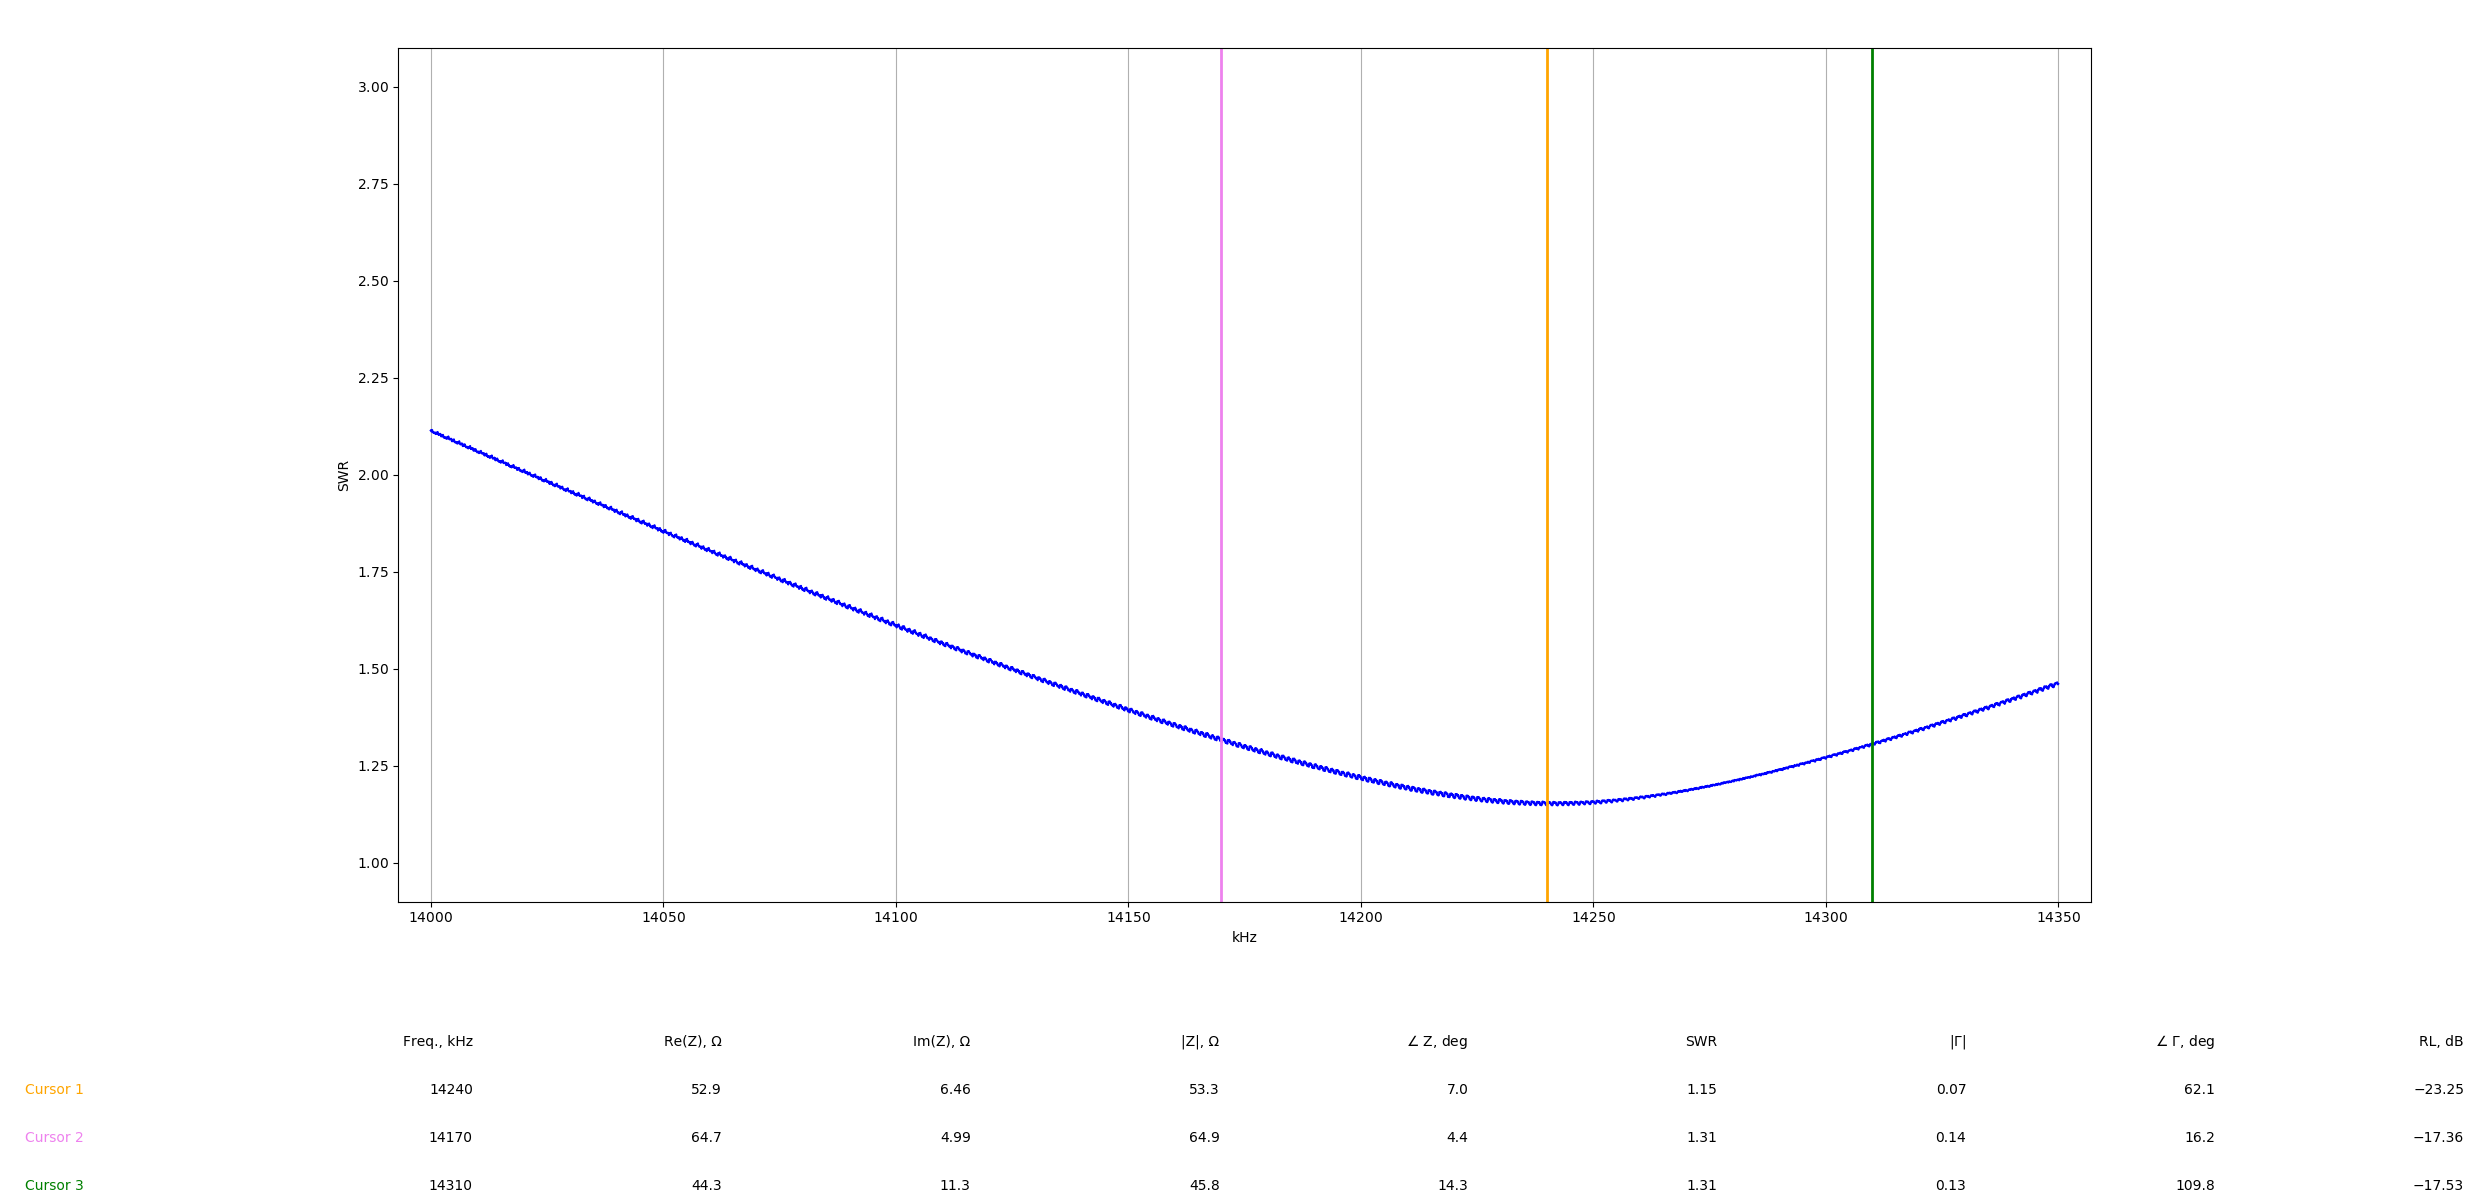 3.00
2.75
2.50
2.25
2.00
1.75
1.50
1.25
1.00
SWR
14000 14050 14100 14150 14200 14250 14300 14350
kHz
Freq., kHz Re(Z), Ω Im(Z), Ω |Z|, Ω ∠ Z, deg SWR |Γ| ∠ Γ, deg RL, dB
Cursor 1 14240 52.9 6.46 53.3 7.0 1.15 0.07 62.1 −23.25
Cursor 2 14170 64.7 4.99 64.9 4.4 1.31 0.14 16.2 −17.36
Cursor 3 14310 44.3 11.3 45.8 14.3 1.31 0.13 109.8 −17.53